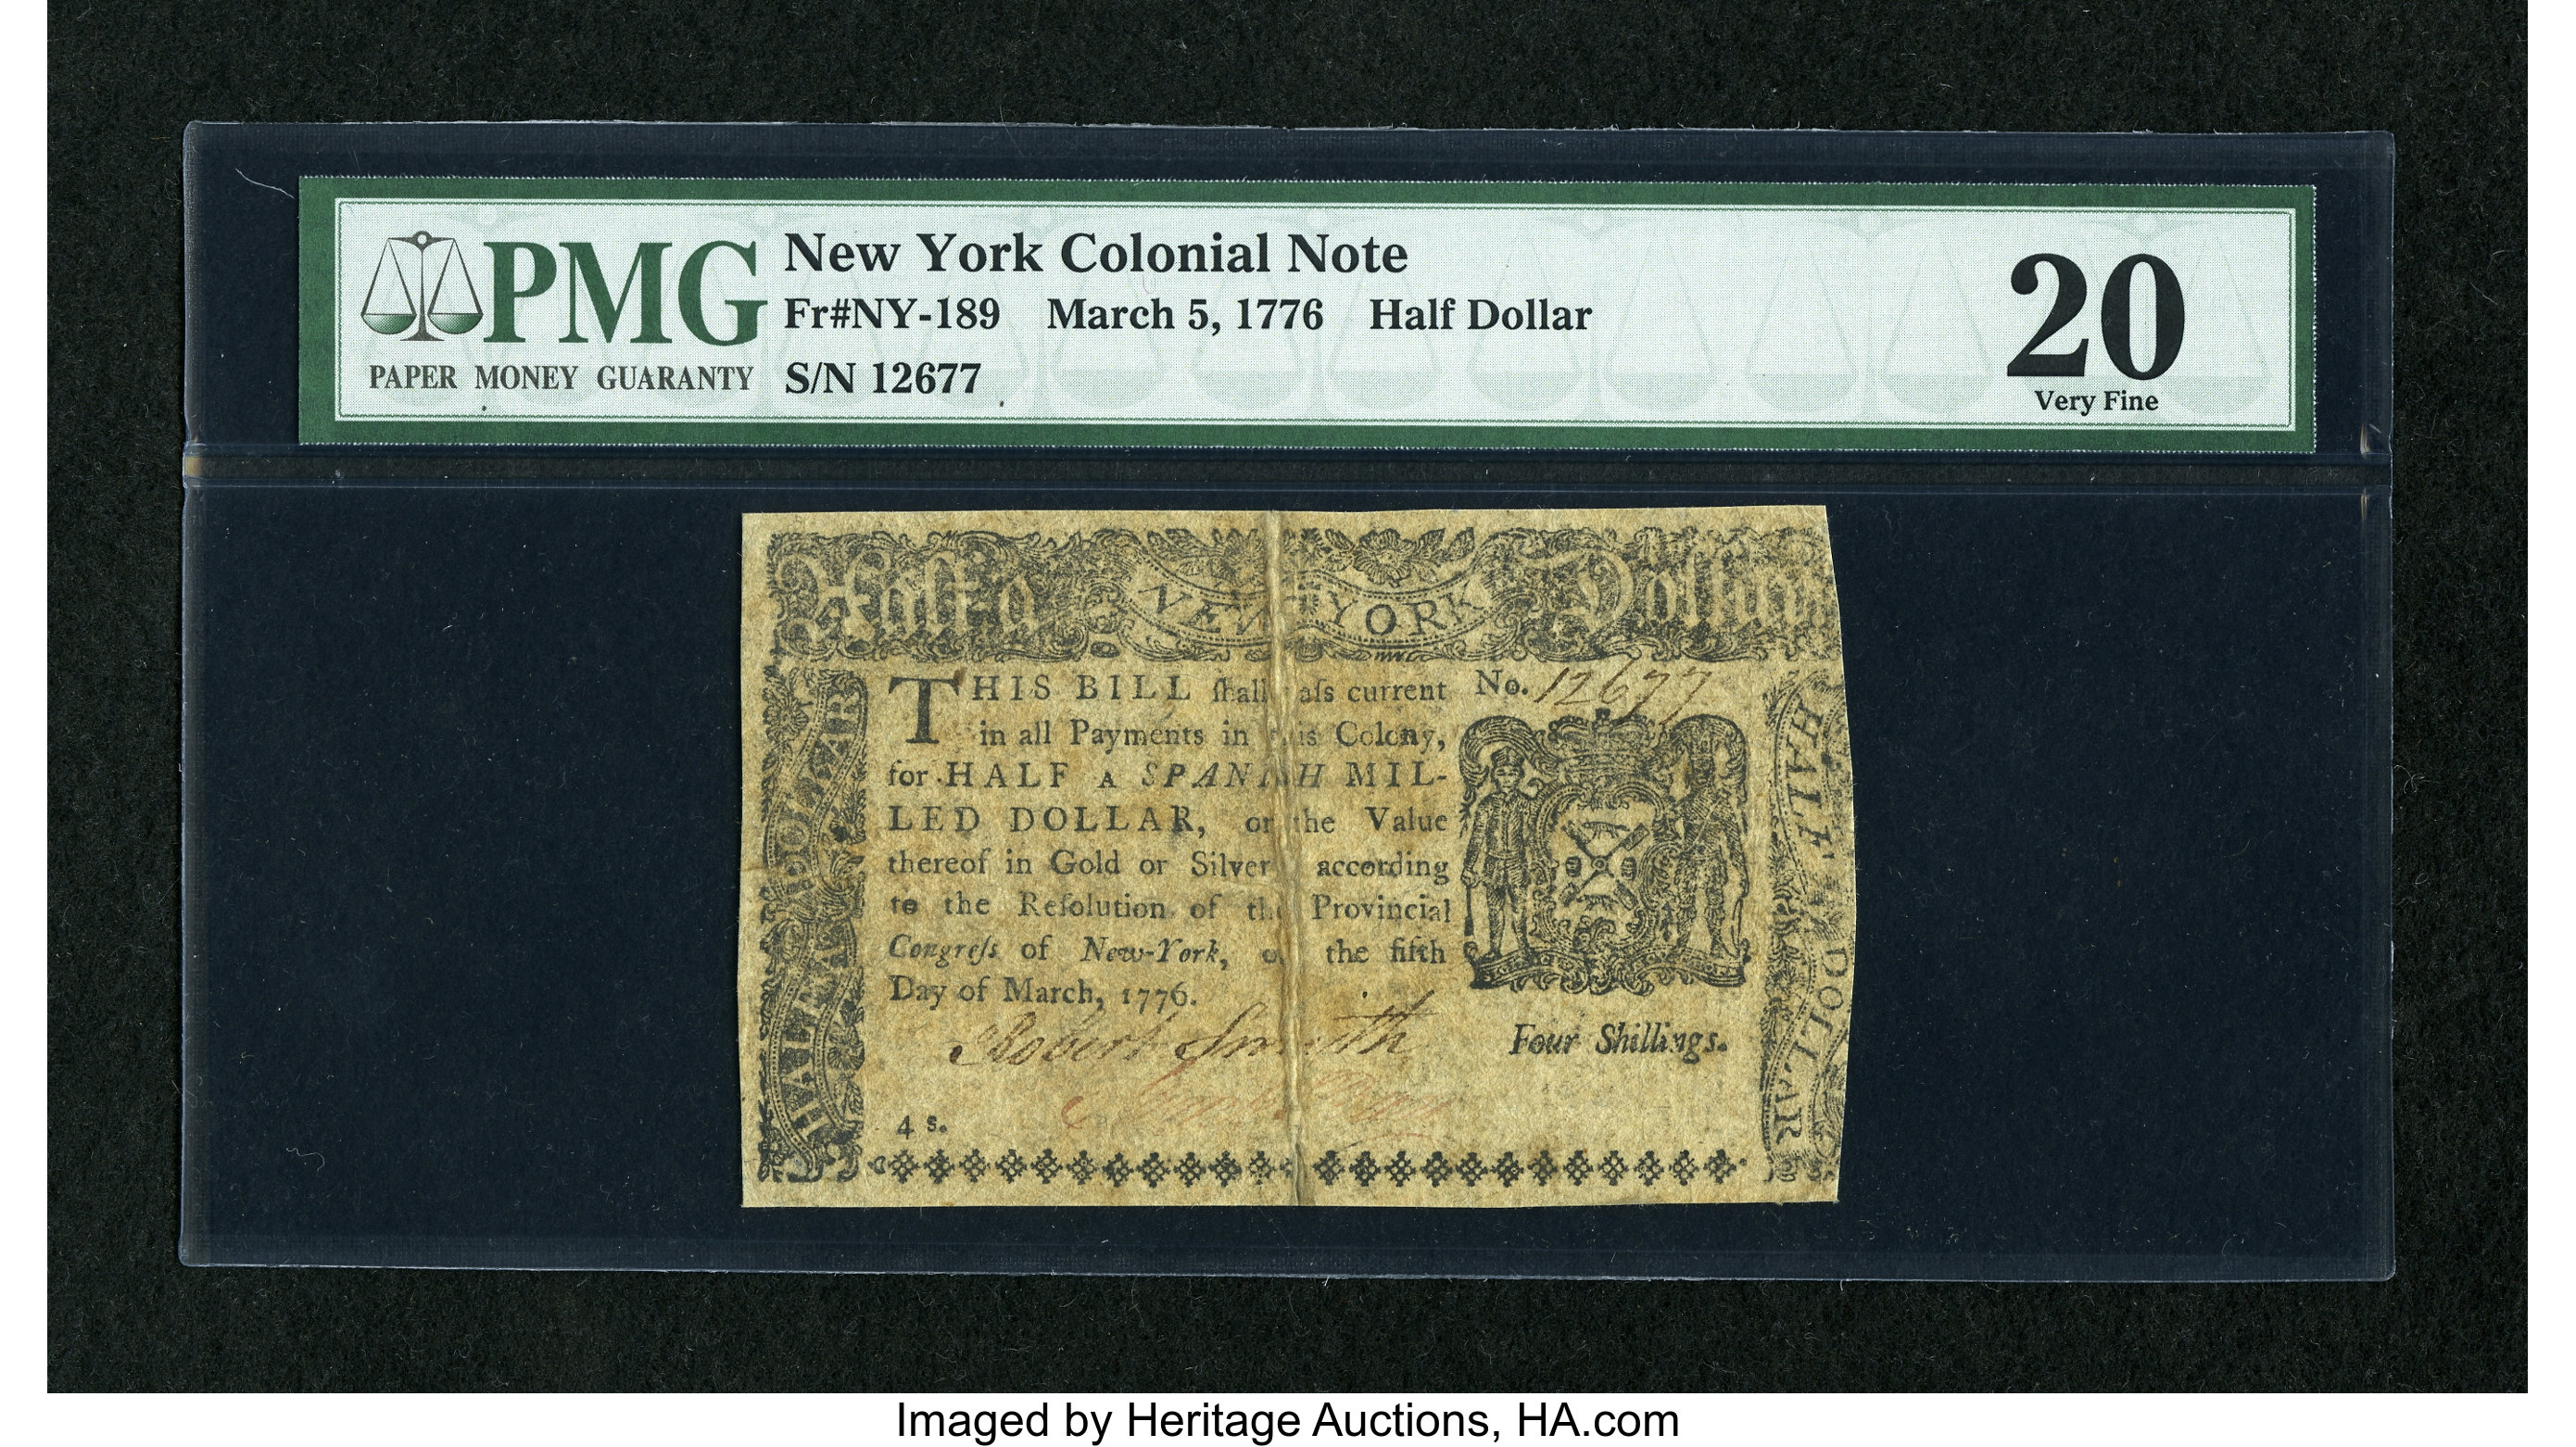 PMG
PAPER MONEY GUARANTY
New York Colonial Note
Fr#NY-189 March 5, 1776 Half Dollar
S/N 12677
20
Very Fine
Half a NEW YORK Dollar
HALF A DOLLAR
THIS BILL ſhall aſs current
in all Payments in is Colony,
for HALF A SPANISH MIL-
LED DOLLAR, or the Value
thereof in Gold or Silver according
to the Reſolution of the Provincial
Congreſs of New-York, o the fifth
Day of March, 1776.
No. 12677
Four Shillings.
HALF A DOLLAR
Robert Smith
4 s.
Imaged by Heritage Auctions, HA.com